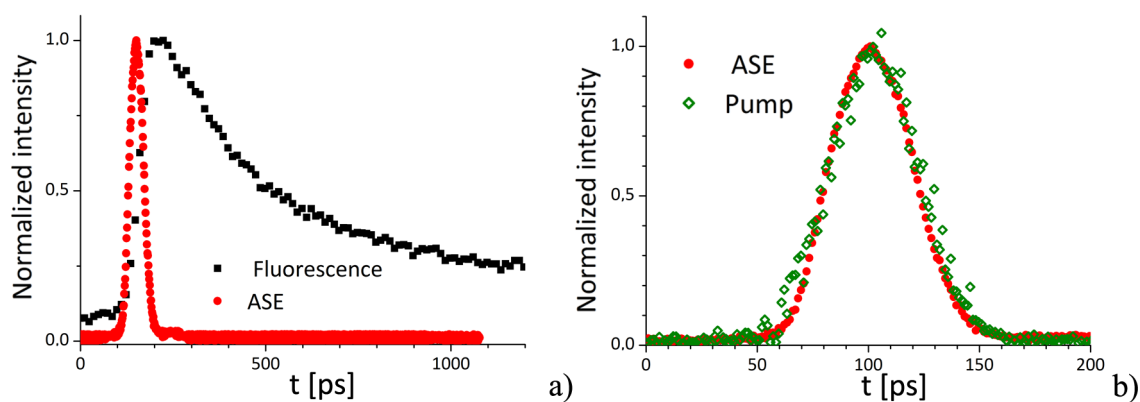 Normalized intensity
1.0
0.5
0.0
Fluorescence
ASE
0
500
1000
t [ps]
a)
Normalized intensity
1.0
0,5
0.0
ASE
Pump
0
50
100
150
200
t [ps]
b)